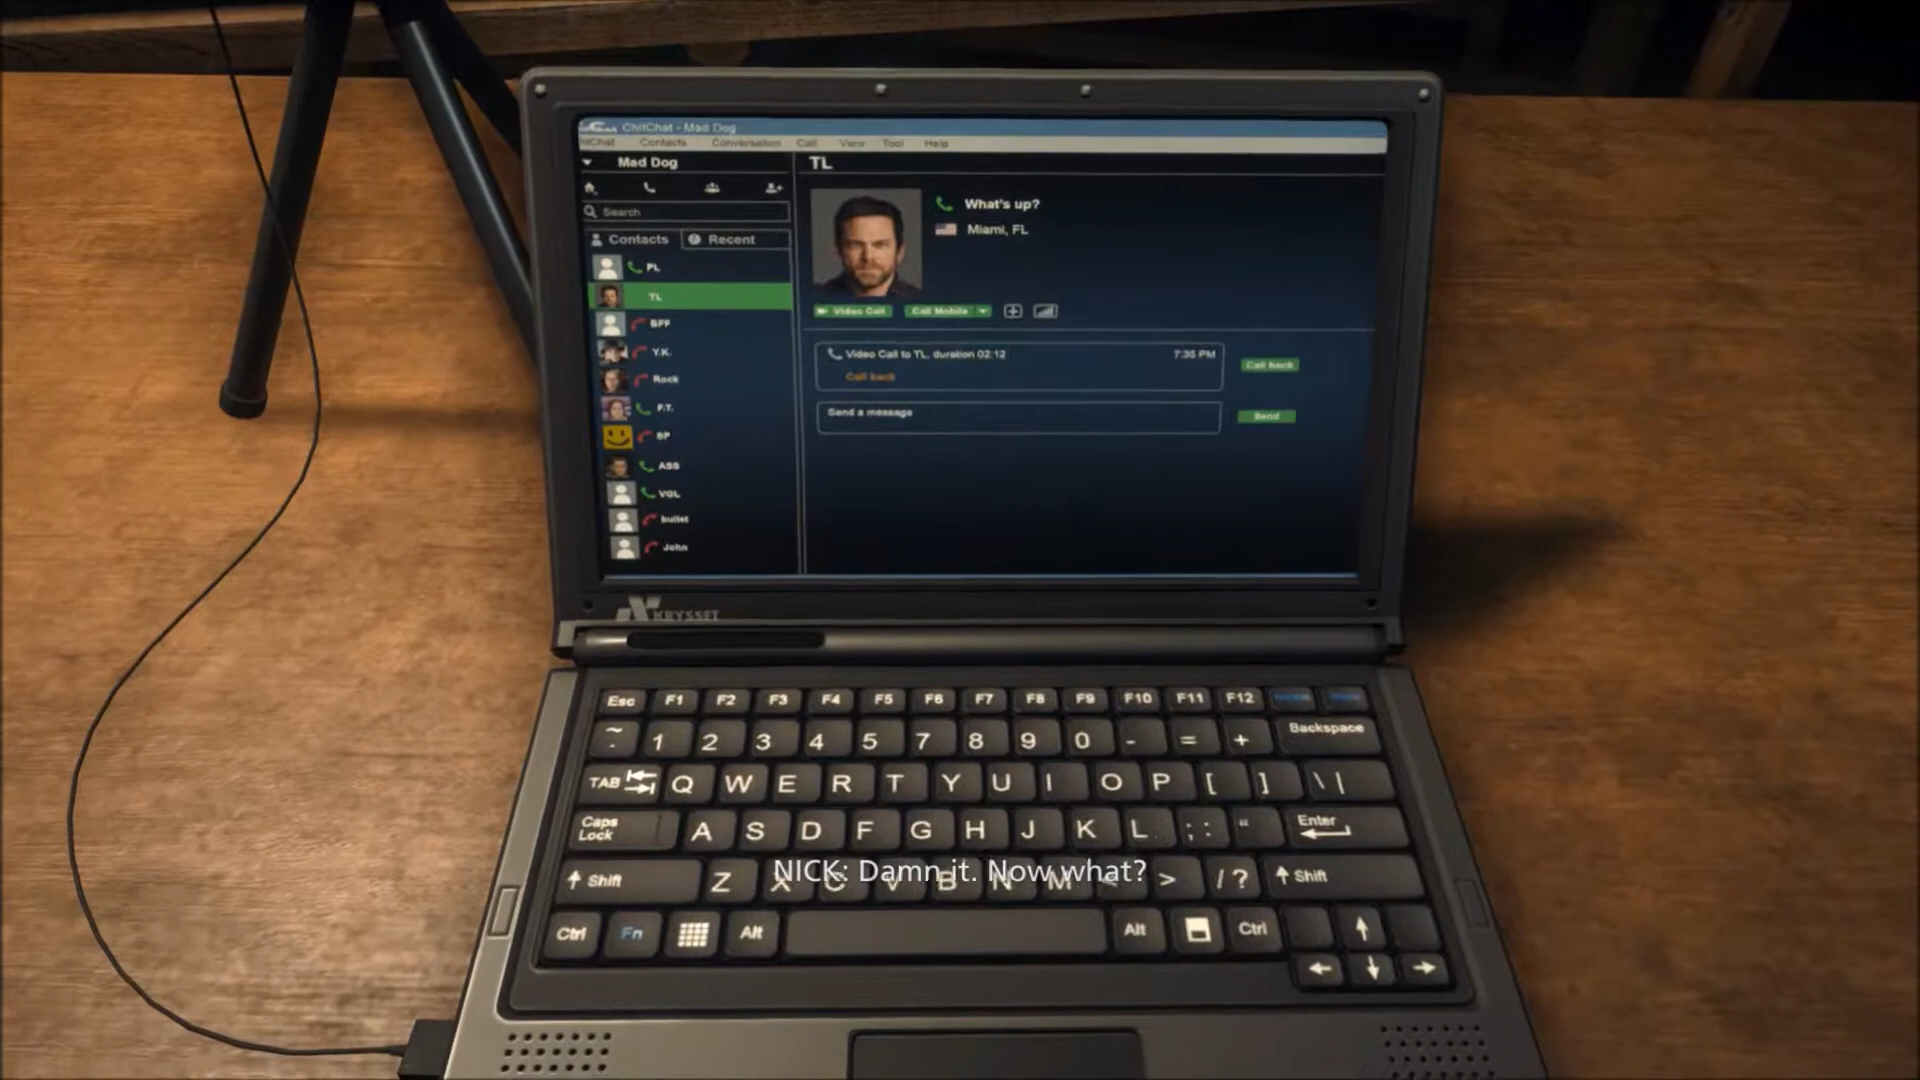 ChitChat - Mad Dog
Contacts Conversation Call View Tool Help
Mad Dog
TL
What's up?
Miami, FL
Search
Contacts Recent
PL
TL
BFP
Y.K.
Rock
F.T.
SP
ASS
VGL
bullet
John
Video Call Call Mobile
Video Call to TL, duration 02:12 7:35 PM
Call back
Call back
Send a message
Send
KRYSSET
Esc F1 F2 F3 F4 F5 F6 F7 F8 F9 F10 F11 F12
~ 1 2 3 4 5 7 8 9 0 - = + Backspace
TAB Q W E R T Y U I O P [ ] \ |
Caps Lock A S D F G H J K L ; : “ Enter
Shift Z X C V B N M < > / ? Shift
NICK: Damn it. Now what?
Ctrl Fn Alt Alt Ctrl